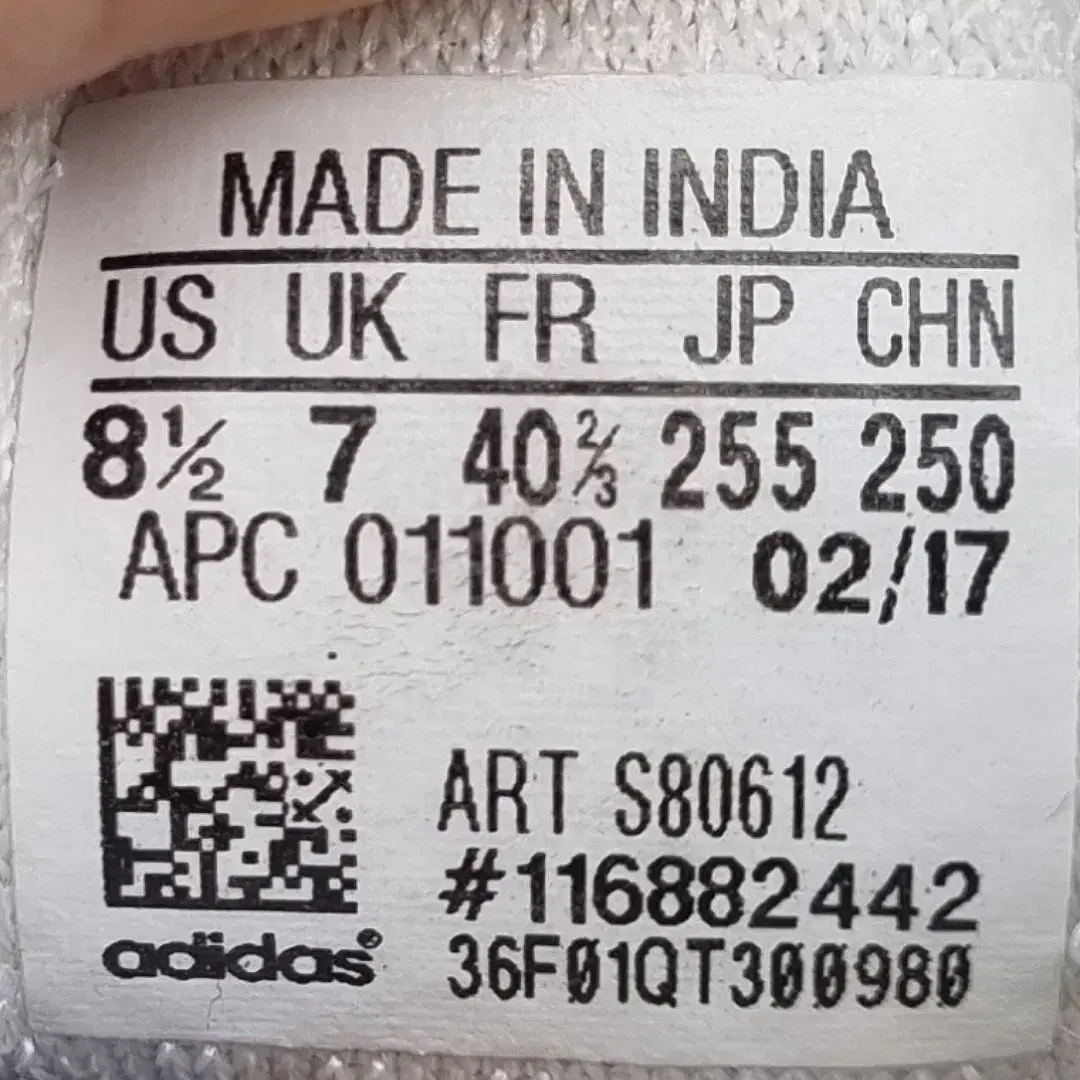 MADE IN INDIA
US UK FR JP CHN
8½ 7 40⅔ 255 250
APC 011001 02/17
ART S80612
#116882442
adidas®
36F01QT300980